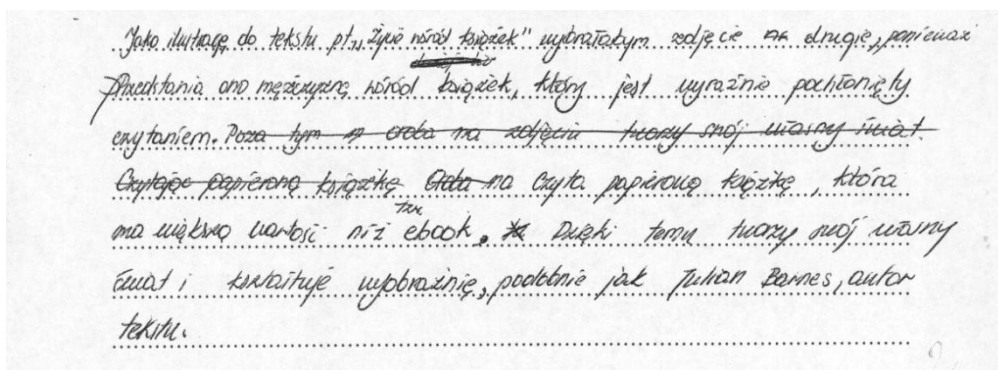 Jako ilustrację do tekstu pt. „Życie wśród książek" wybrałabym zdjęcie drugie, ponieważ
Przedstawia ono mężczyznę wśród książek, który jest wyraźnie pochłonięty
czytaniem. Poza tym osoba na zdjęciu tworzy swój własny świat.
Czytając papierową książkę Osoba na Czyta papierową książkę, która
ma większą wartość niż tzw. ebook. Dzięki temu tworzy swój własny
świat i kształtuje wyobraźnię, podobnie jak Julian Barnes, autor
tekstu.